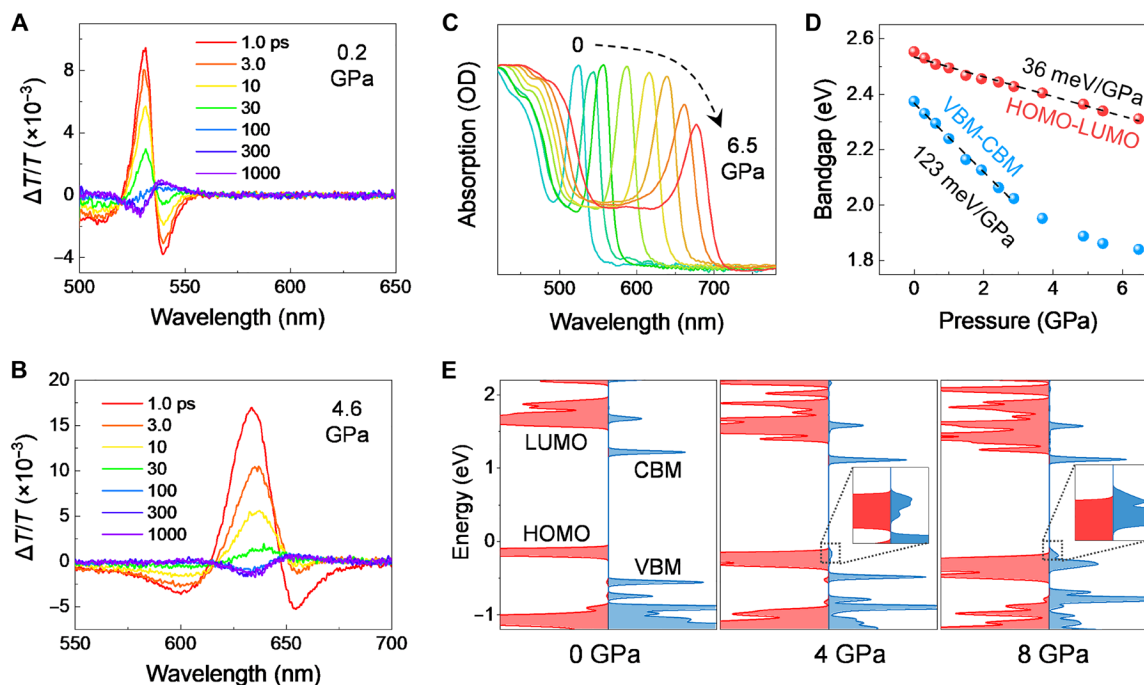 A
ΔT/T (×10−3)
8
4
0
−4
1.0 ps
3.0
10
30
100
300
1000
0.2
GPa
500
550
600
650
Wavelength (nm)
B
ΔT/T (×10−3)
20
15
10
5
0
−5
1.0 ps
3.0
10
30
100
300
1000
4.6
GPa
550
600
650
700
Wavelength (nm)
C
Absorption (OD)
0
6.5
GPa
500
600
700
Wavelength (nm)
D
Bandgap (eV)
2.6
2.4
2.2
2.0
1.8
36 meV/GPa
HOMO-LUMO
VBM-CBM
123 meV/GPa
0
2
4
6
Pressure (GPa)
E
Energy (eV)
2
1
0
−1
LUMO
CBM
HOMO
VBM
0 GPa
4 GPa
8 GPa